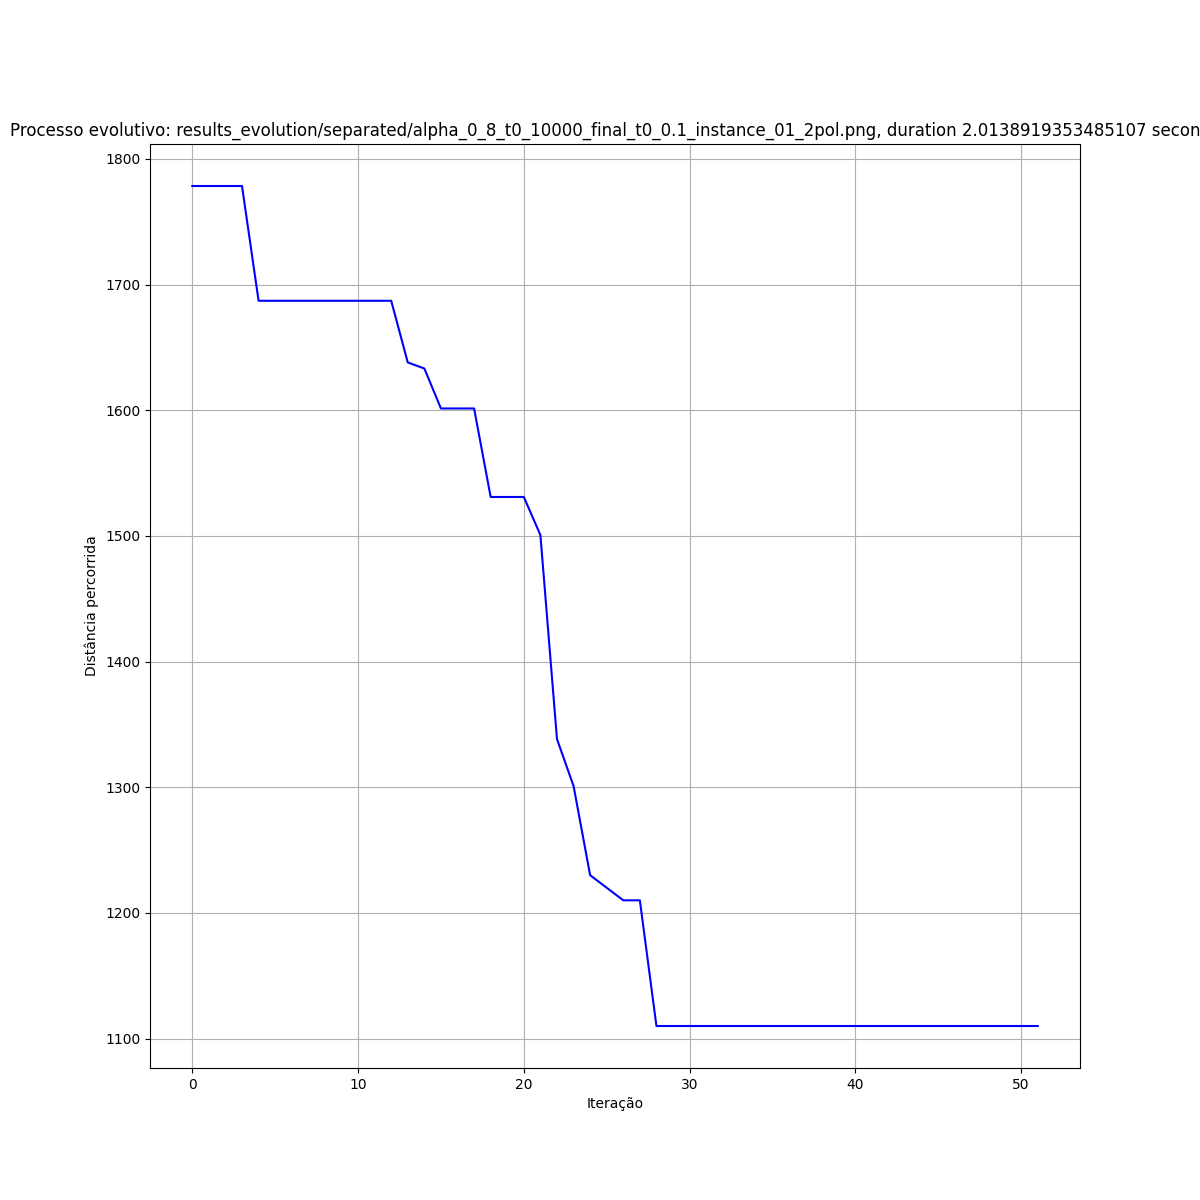 Processo evolutivo: results_evolution/separated/alpha_0_8_t0_10000_final_t0_0.1_instance_01_2pol.png, duration 2.0138919353485107 secon
1800
1700
1600
1500
1400
1300
1200
1100
Distância percorrida
0 10 20 30 40 50
Iteração